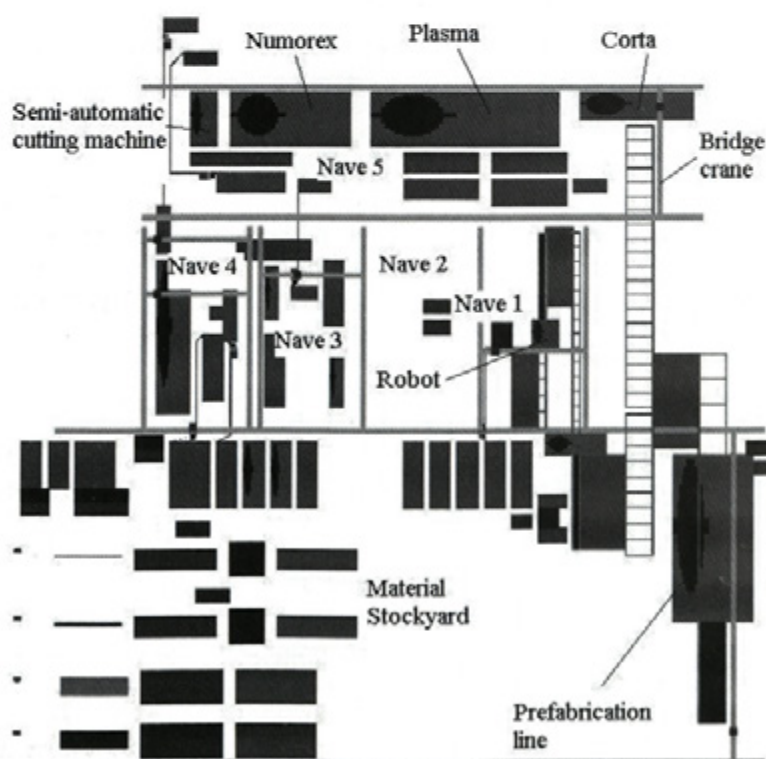 Numorex
Plasma
Corta
Semi-automatic
cutting machine
Bridge
crane
Nave 5
Nave 4
Nave 2
Nave 1
Nave 3
Robot
Material
Stockyard
Prefabrication
line